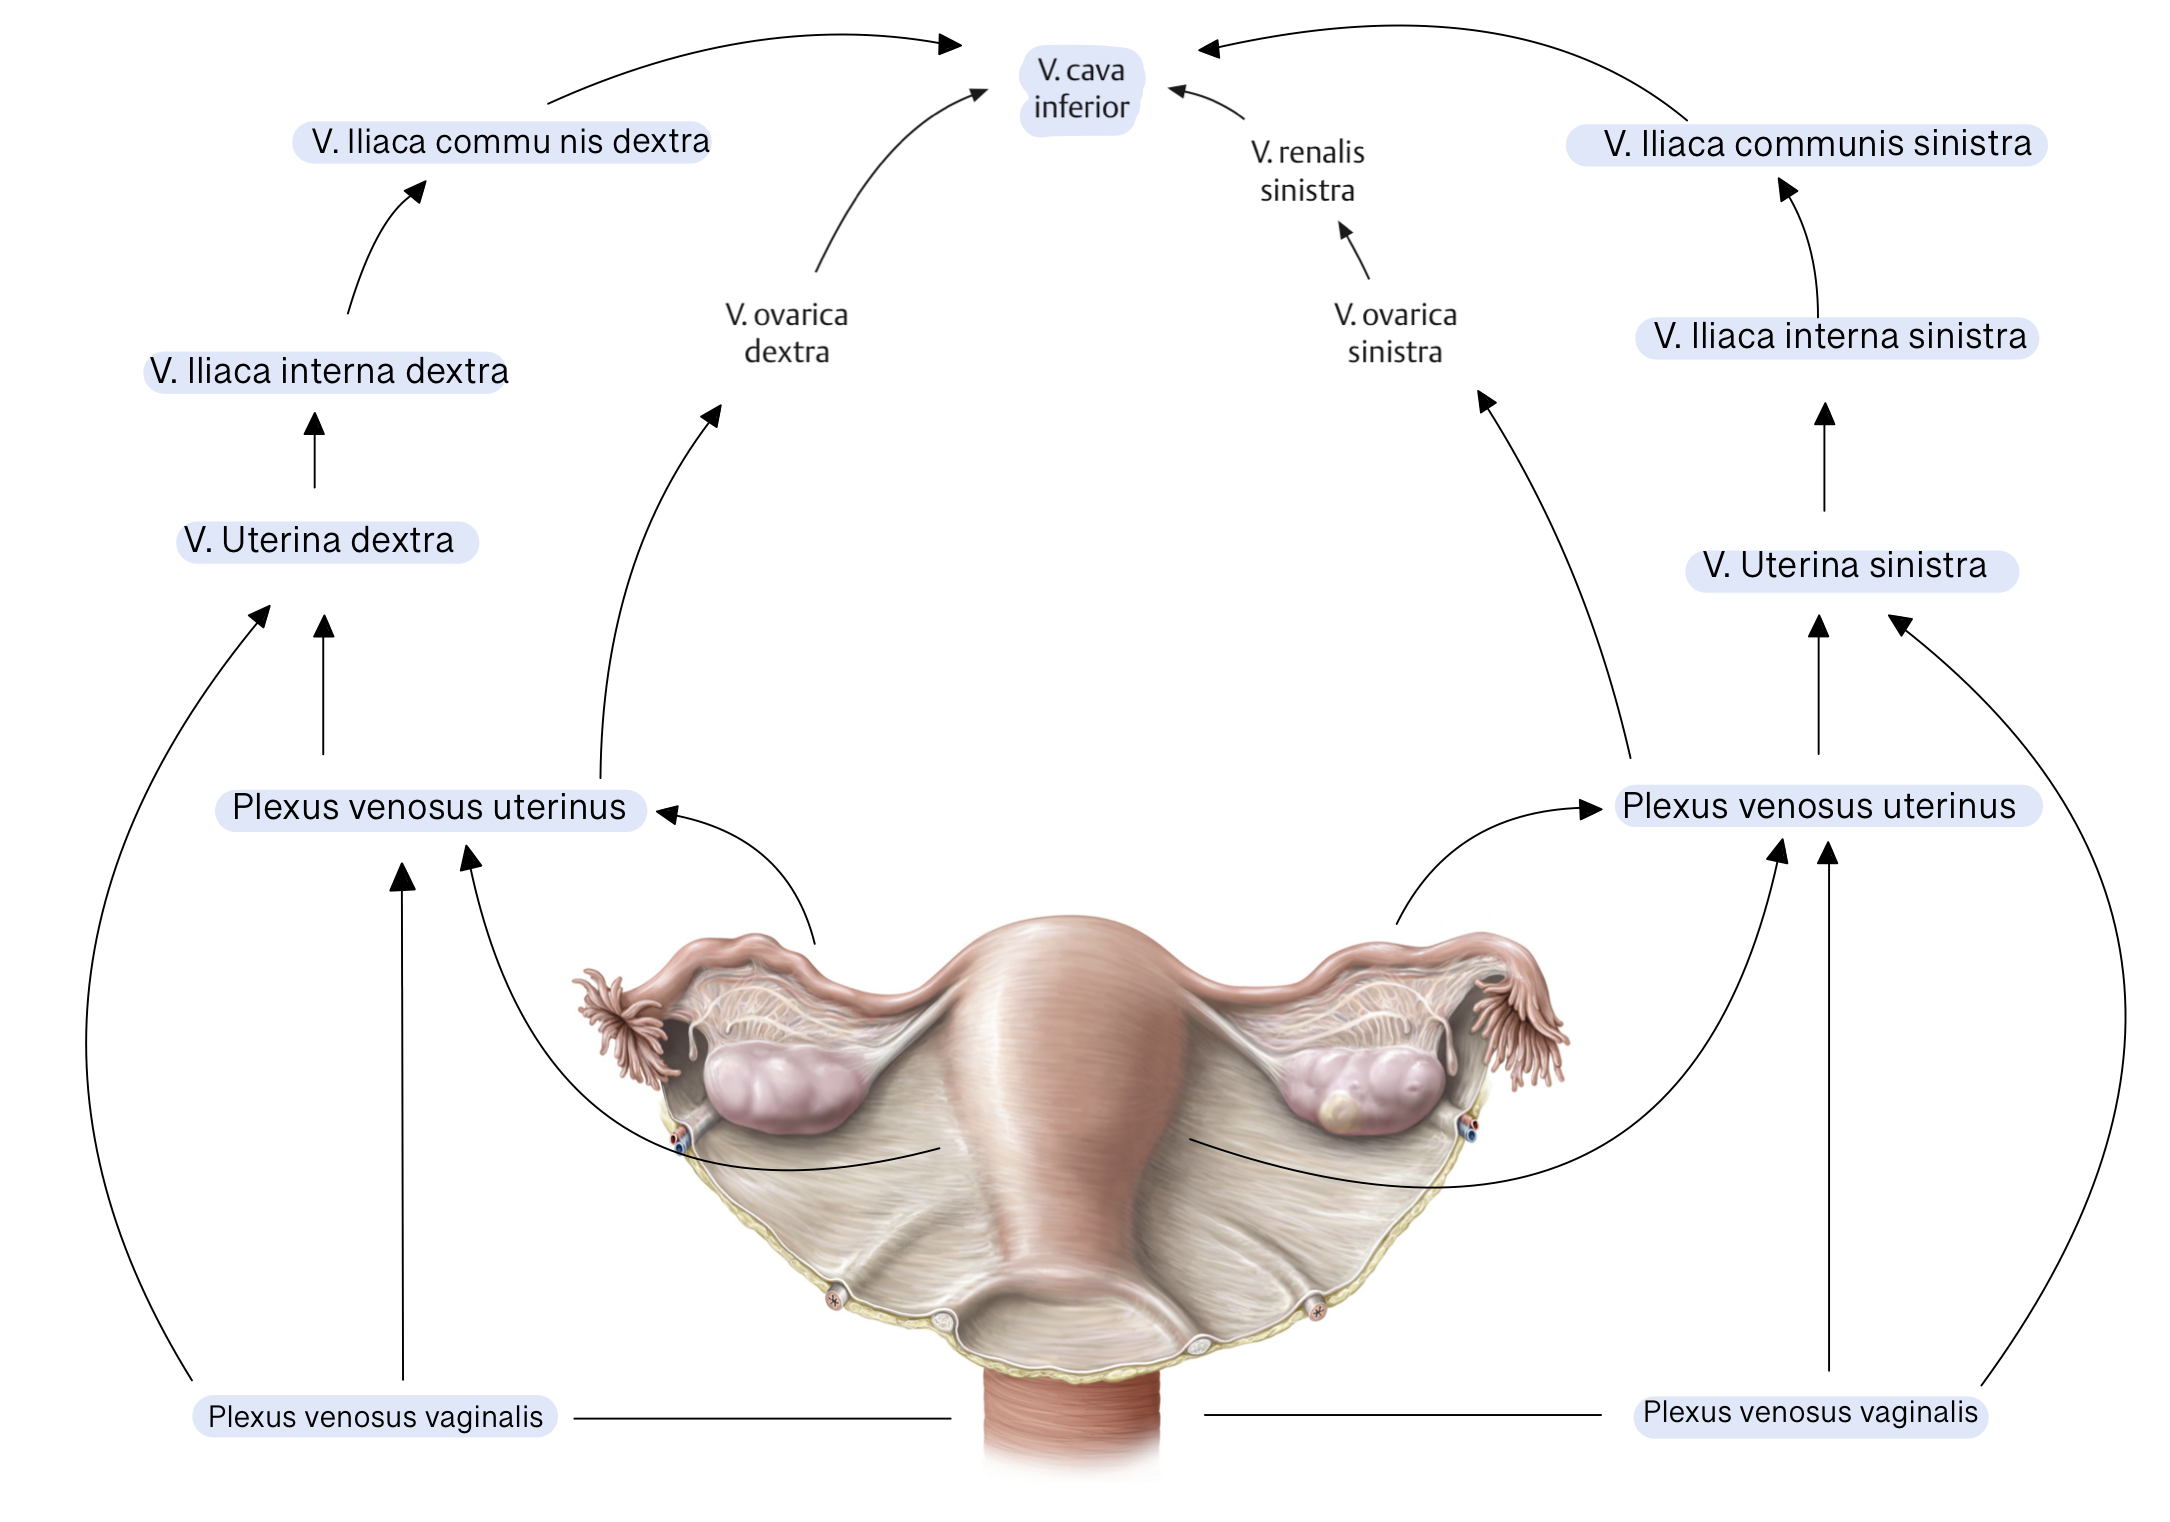 V. cava
inferior
V. Iliaca commu nis dextra
V. Iliaca communis sinistra
V. renalis
sinistra
V. ovarica
dextra
V. ovarica
sinistra
V. Iliaca interna dextra
V. Iliaca interna sinistra
V. Uterina dextra
V. Uterina sinistra
Plexus venosus uterinus
Plexus venosus uterinus
Plexus venosus vaginalis
Plexus venosus vaginalis